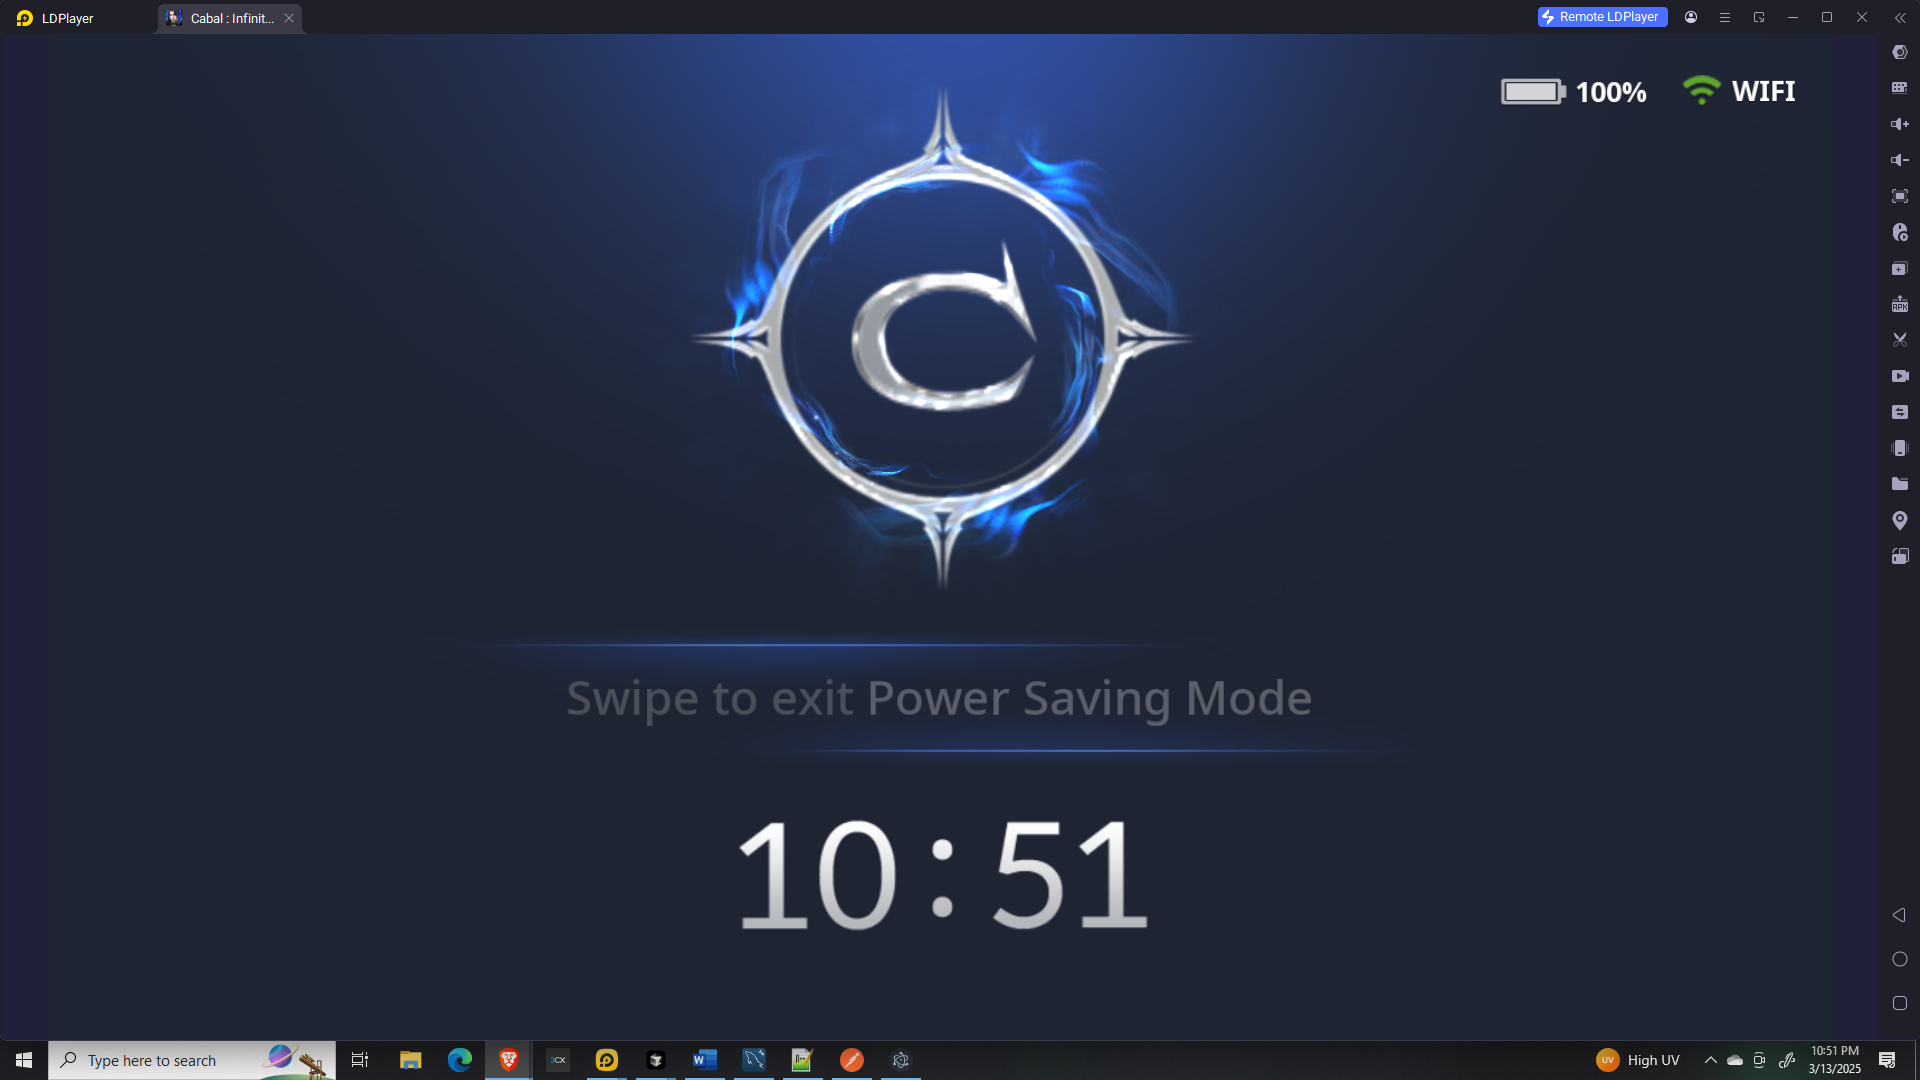 LDPlayer
Cabal : Infinit...
Remote LDPlayer
100%
WIFI
C
Swipe to exit Power Saving Mode
10:51
Type here to search
3CX
W
UV
High UV
10:51 PM
3/13/2025